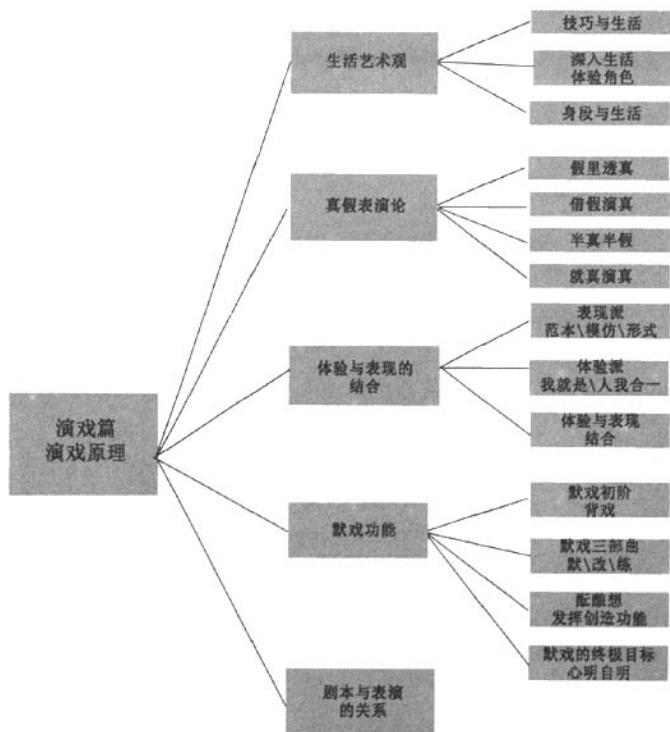 演戏篇
演戏原理
生活艺术观
技巧与生活
深入生活
体验角色
身段与生活
真假表演论
假里透真
借假演真
半真半假
就真演真
体验与表现的
结合
表现派
范本\模仿\形式
体验派
我就是\人我合一
体验与表现
结合
默戏功能
默戏初阶
背戏
默戏三部曲
默\改\练
酝酿想
发挥创造功能
默戏的终极目标
心明自明
剧本与表演
的关系